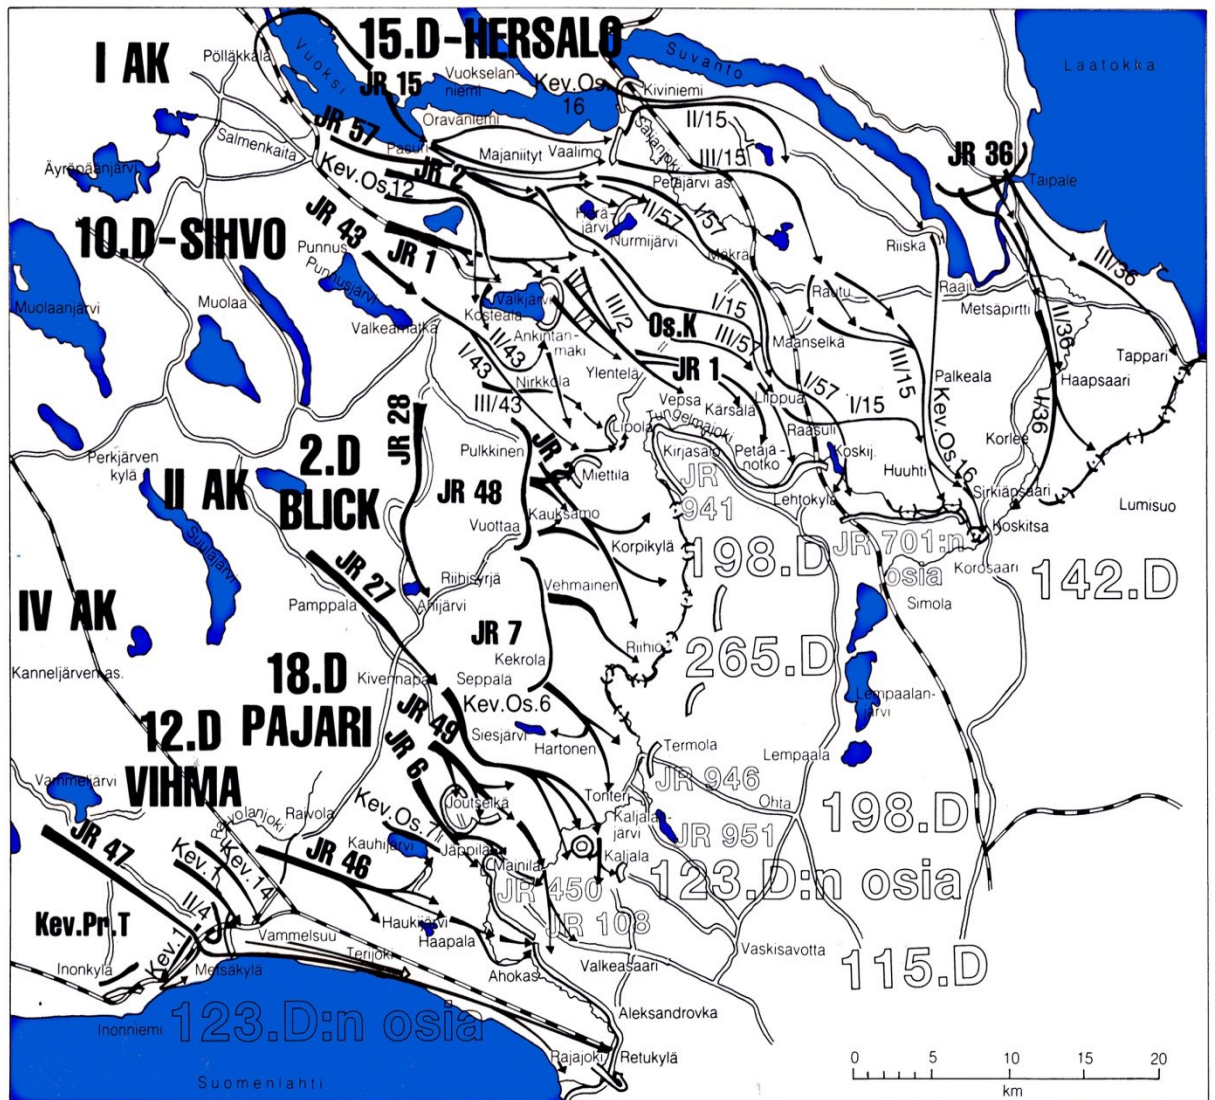 15.D-HERSALO
I AK
Pölläkkälä
Vuoksi
JR 15
Vuokselan-
niemi
Kev.Os.
16
Suvanto
Kiviniemi
Laatokka
Oravaniemi
II/15
JR 57
Salmenkaita
Pasuri
Majaniityt
Vaalimo
Saijanjoki
III/15
JR 36
Äyräpäänjärvi
Kev.Os.12
JR 2
Petäjärvi as.
Taipale
JR 43
II/57
I/57
10.D-SIHVO
Nurmijärvi
Riiska
JR 1
Punnus
Punnusjärvi
Mäkrä
III/36
Muolaanjärvi
Muolaa
Valkjärvi
Rautu
Raaju
Metsäpirtti
Kosteala
III/2
I/15
Valkeamatka
Os.K
III/57
Maanselkä
II/36
Ankintan-
mäki
II/43
I/43
Tappari
Nirkkola
Ylentelä
JR 1
III/15
Palkeala
Haapsaari
III/43
Vepsa
Kärsälä
Liippua
I/57
I/15
JR 28
Lipola
Tungelmajoki
Raasuli
Kev.Os.16
I/36
Perkjärven
kylä
2.D
BLICK
Pulkkinen
Kirjasalo
Petäjä-
notko
Koskij.
Korlee
Huuhti
II AK
JR 48
Miettilä
JR
941
Lehtokylä
Sirkiänsaari
Lumisuo
Suulajärvi
Vuottaa
Kauksamo
Koskitsa
Korpikylä
198.D
JR 701:n
osia
Korosaari
142.D
JR 27
Riihisyrjä
Vehmainen
IV AK
Pamppala
Ahijärvi
Simola
JR 7
Riihiö
265.D
Kanneljärven as.
18.D
PAJARI
Kekrola
Kivennapa
Seppälä
Lempaalan-
järvi
12.D
VIHMA
JR 49
Kev.Os.6
Siesjärvi
Hartonen
Termola
Lempaala
JR 6
Vammeljärvi
JR 946
Raivola
Joutselkä
Tonteri
Ohta
198.D
Kev.Os.7
Kaljalan-
järvi
JR 951
JR 47
Kauhijärvi
Jäppilä
Kaljala
Kev.1
Kev.14
JR 46
Mainila
123.D:n osia
JR 450
II/4
JR 108
Kev.Pr.T
Haukijärvi
Haapala
Kev.1
Vammelsuu
Vaskisavotta
Inonkylä
Metsäkylä
Terijoki
Valkeasaari
115.D
Ahokas
Inonniemi
123.D:n osia
Aleksandrovka
Rajajoki
Retukylä
Suomenlahti
0 5 10 15 20
km